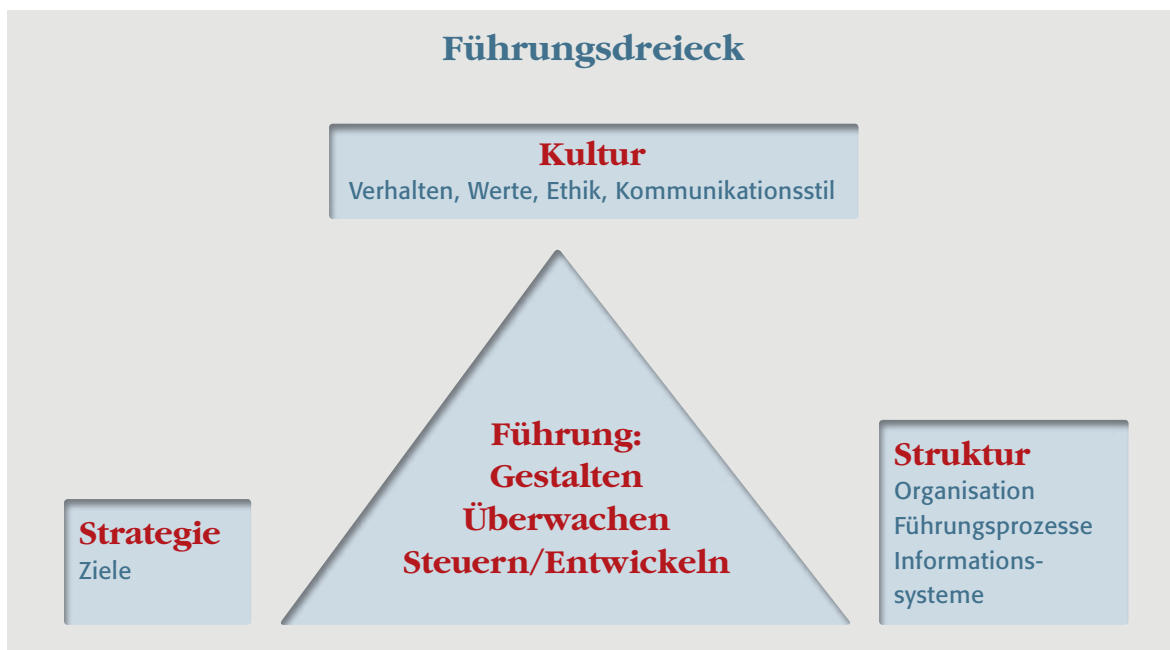 Führungsdreieck
Kultur
Verhalten, Werte, Ethik, Kommunikationsstil
Führung:
Gestalten
Überwachen
Steuern/Entwickeln
Strategie
Ziele
Struktur
Organisation
Führungsprozesse
Informations-
systeme